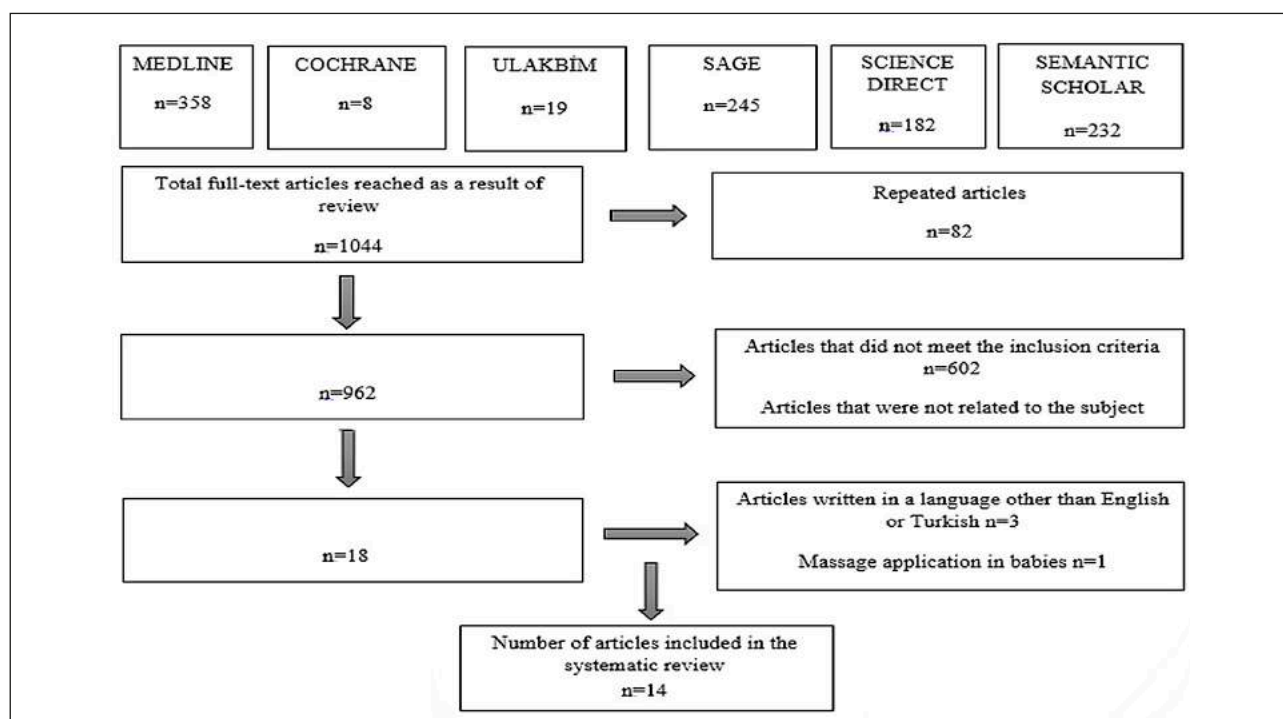 MEDLINE
n=358
COCHRANE
n=8
ULAKBİM
n=19
SAGE
n=245
SCIENCE
DIRECT
n=182
SEMANTIC
SCHOLAR
n=232
Total full-text articles reached as a result of
review
n=1044
Repeated articles
n=82
n=962
Articles that did not meet the inclusion criteria
n=602
Articles that were not related to the subject
n=18
Articles written in a language other than English
or Turkish n=3
Massage application in babies n=1
Number of articles included in the
systematic review
n=14